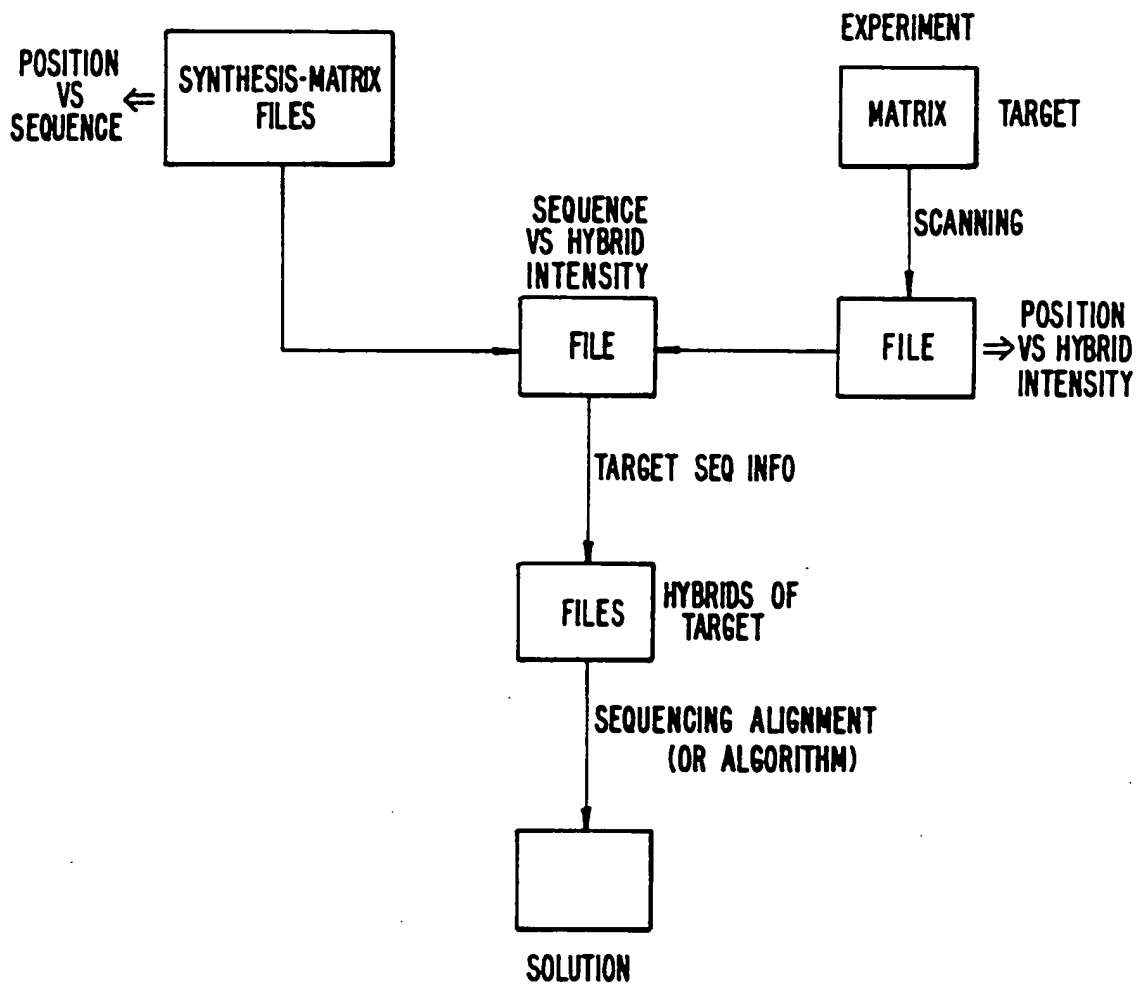 EXPERIMENT
POSITION
VS
SEQUENCE
⇐
SYNTHESIS-MATRIX
FILES
MATRIX
TARGET
SCANNING
SEQUENCE
VS HYBRID
INTENSITY
FILE
FILE
⇒
POSITION
VS HYBRID
INTENSITY
TARGET SEQ INFO
FILES
HYBRIDS OF
TARGET
SEQUENCING ALIGNMENT
(OR ALGORITHM)
SOLUTION